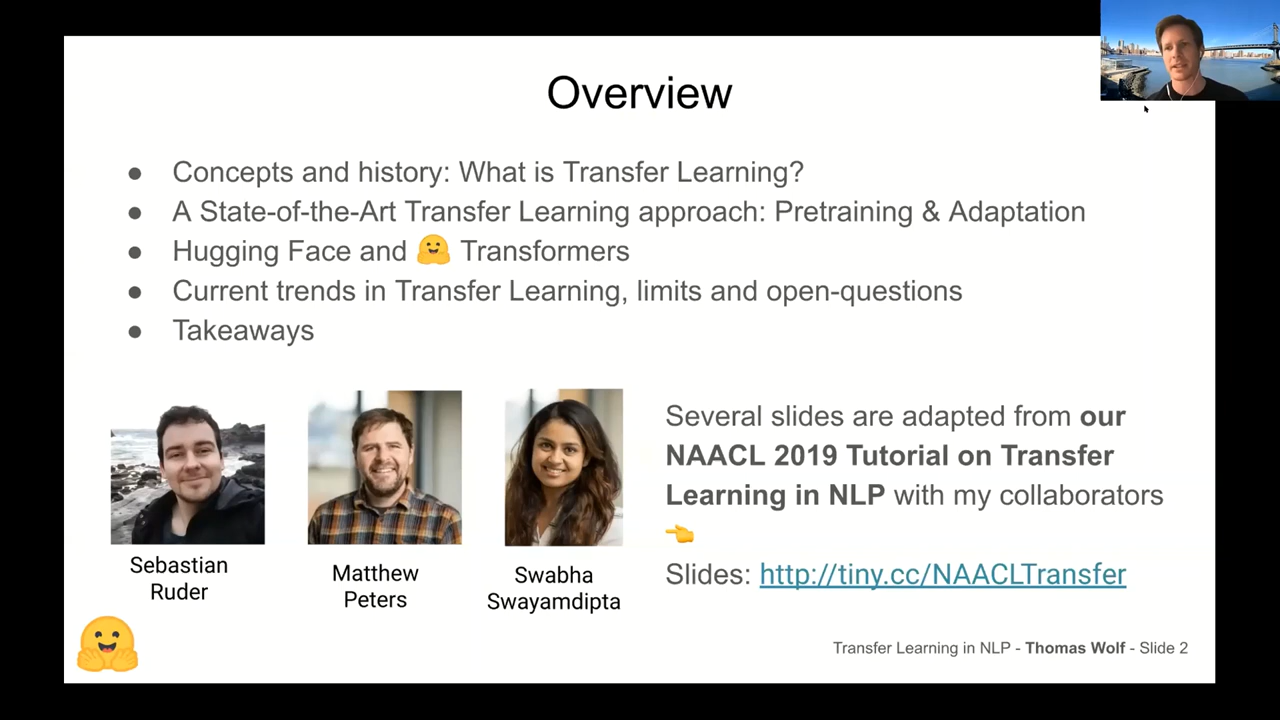 Overview
● Concepts and history: What is Transfer Learning?
● A State-of-the-Art Transfer Learning approach: Pretraining & Adaptation
● Hugging Face and 🤗 Transformers
● Current trends in Transfer Learning, limits and open-questions
● Takeaways
Several slides are adapted from our
NAACL 2019 Tutorial on Transfer
Learning in NLP with my collaborators
👈
Slides: http://tiny.cc/NAACLTransfer
Sebastian
Ruder
Matthew
Peters
Swabha
Swayamdipta
Transfer Learning in NLP - Thomas Wolf - Slide 2